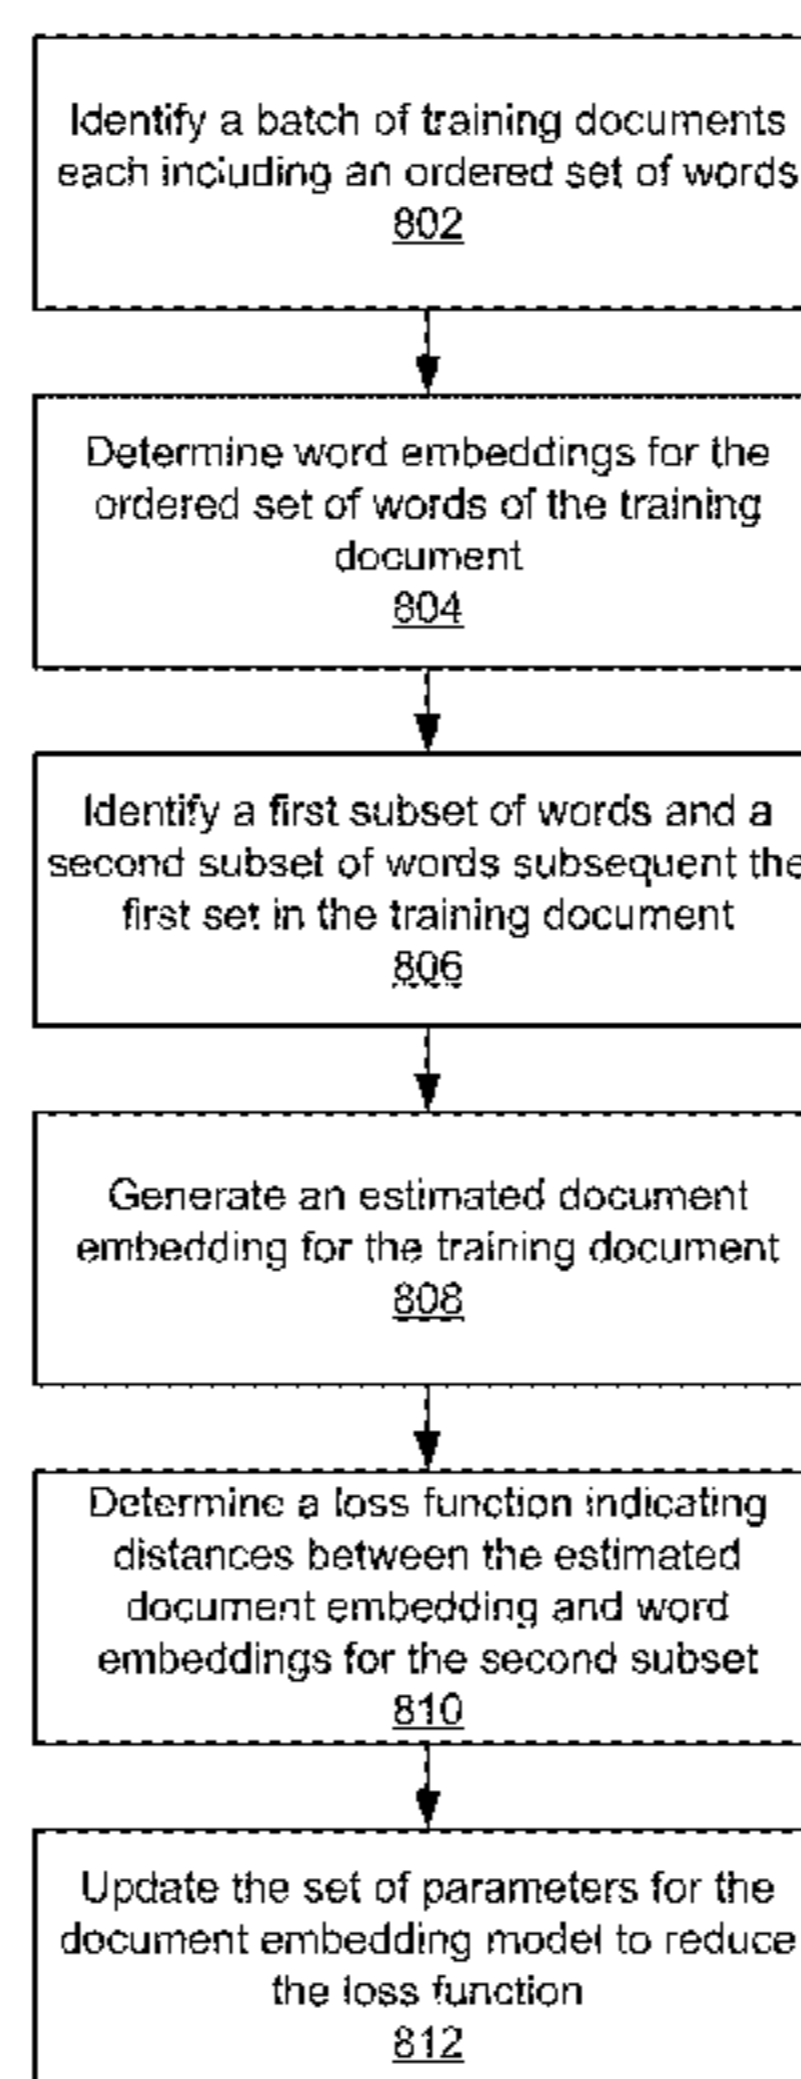 Identify a batch of training documents
each including an ordered set of words
802
Determine word embeddings for the
ordered set of words of the training
document
804
Identify a first subset of words and a
second subset of words subsequent the
first set in the training document
806
Generate an estimated document
embedding for the training document
808
Determine a loss function indicating
distances between the estimated
document embedding and word
embeddings for the second subset
810
Update the set of parameters for the
document embedding model to reduce
the loss function
812